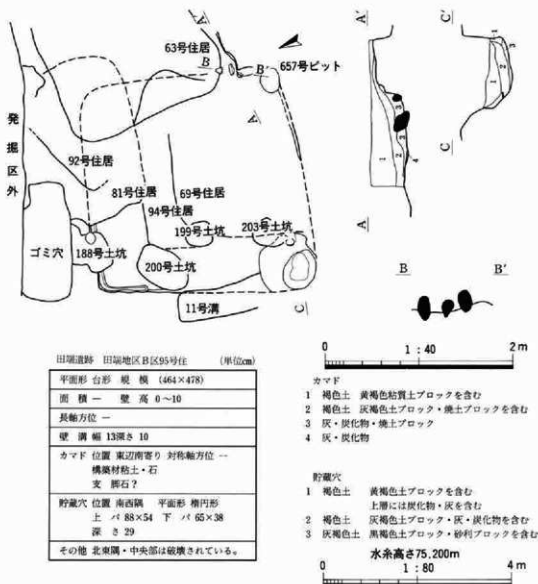 63号住居
657号ピット
発掘区外
92号住居
81号住居
69号住居
94号住居
199号土坑
203号土坑
ゴミ穴
188号土坑
200号土坑
11号溝
A
A'
B
B'
C
C'
A'
A
C'
C
B
B'
1
2
3
4
1
2
3
0
1 : 40
2 m
田端遺跡 田端地区B区95号住 (単位cm)
平面形 台形 規模 (464×478)
面積 ー 壁高 0~10
長軸方位 ー
壁溝 幅 13 深さ 10
カマド 位置 東辺南寄り 対称軸方位 ー
構築材 粘土・石
支脚 石?
貯蔵穴 位置 南西隅 平面形 楕円形
上バ 88×54 下バ 65×38
深さ 29
その他 北東隅・中央部は破壊されている。
カマド
1 褐色土 黄褐色粘質土ブロックを含む
2 褐色土 灰褐色土ブロック・焼土ブロックを含む
3 灰・炭化物・焼土ブロック
4 灰・炭化物
貯蔵穴
1 褐色土 黄褐色土ブロックを含む
上層には炭化物・灰を含む
2 褐色土 灰褐色土ブロック・灰・炭化物を含む
3 灰褐色土 黒褐色土ブロック・砂利ブロックを含む
水糸高さ75,200m
0
1 : 80
4 m